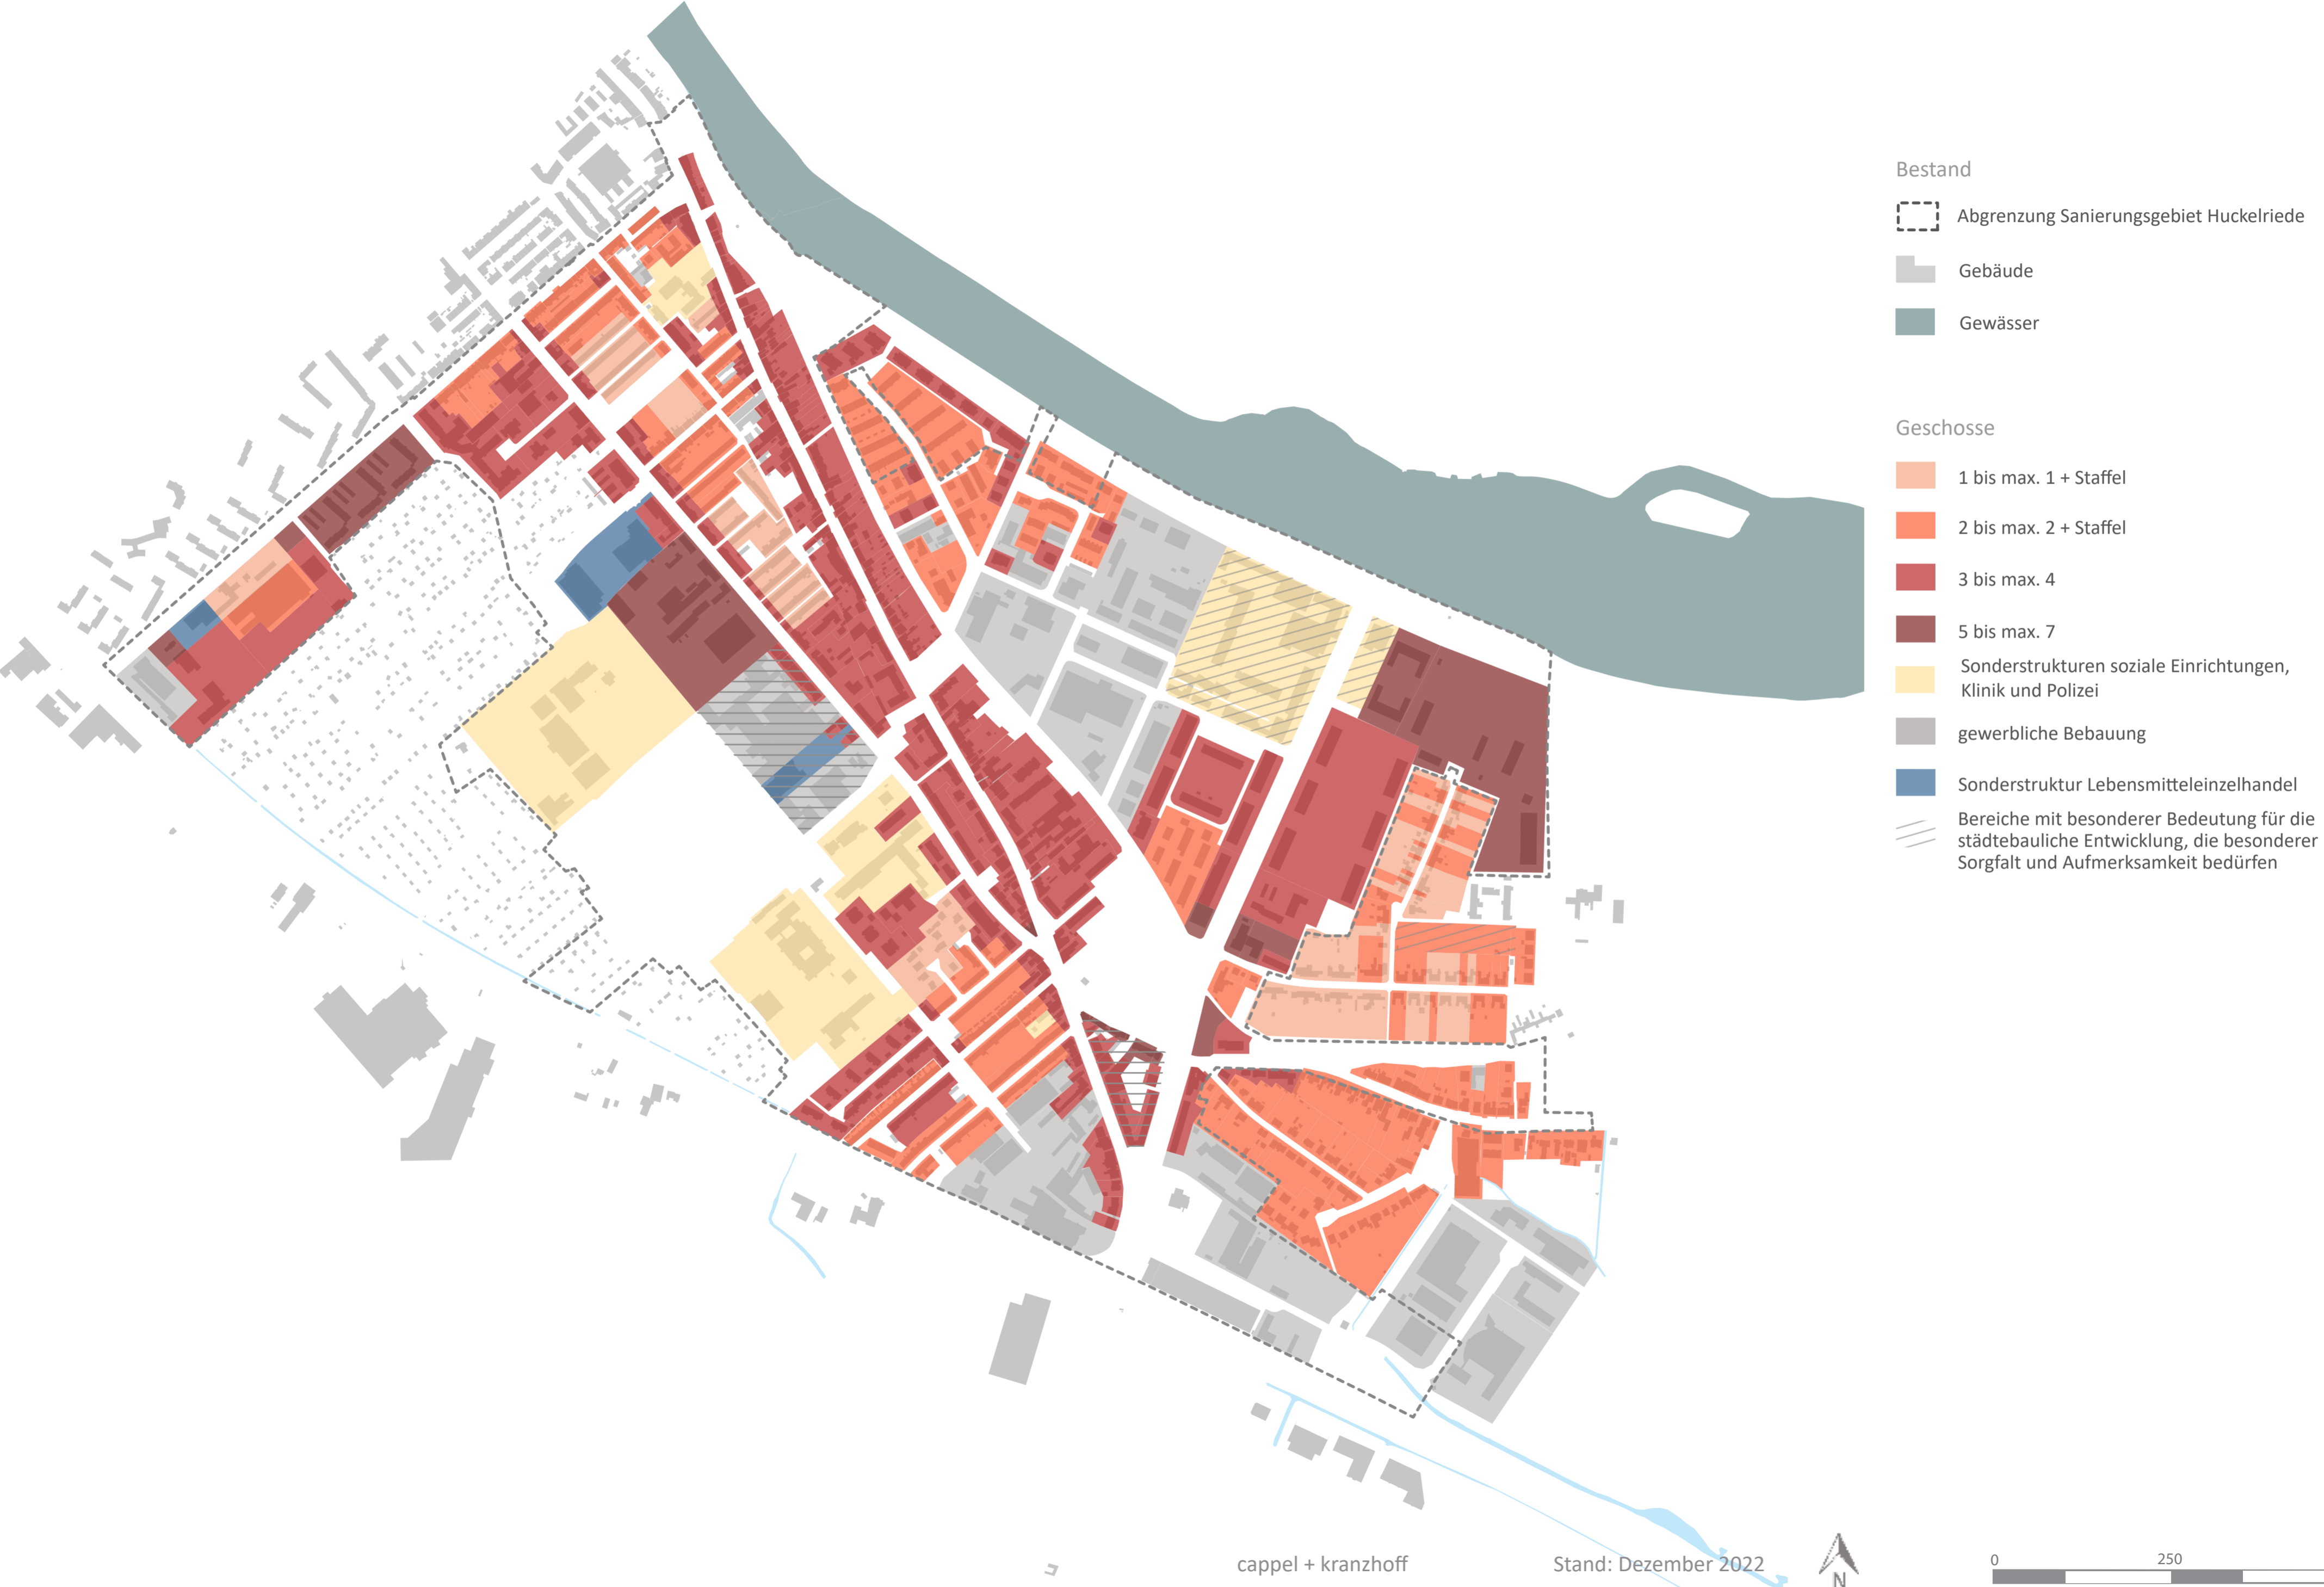 Bestand
Abgrenzung Sanierungsgebiet Huckelriede
Gebäude
Gewässer
Geschosse
1 bis max. 1 + Staffel
2 bis max. 2 + Staffel
3 bis max. 4
5 bis max. 7
Sonderstrukturen soziale Einrichtungen,
Klinik und Polizei
gewerbliche Bebauung
Sonderstruktur Lebensmitteleinzelhandel
Bereiche mit besonderer Bedeutung für die
städtebauliche Entwicklung, die besonderer
Sorgfalt und Aufmerksamkeit bedürfen
cappel + kranzhoff
Stand: Dezember 2022
N
0
250